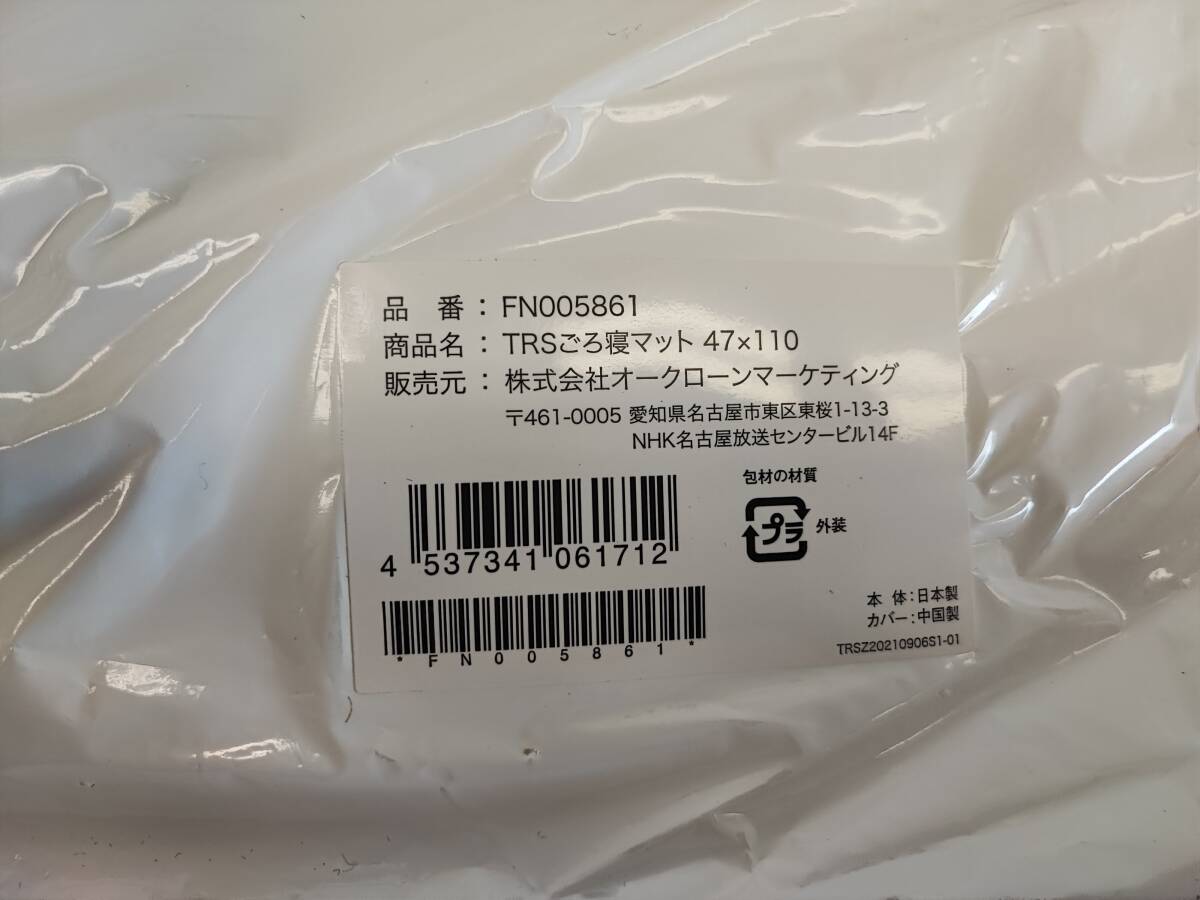 品　番 : FN005861
商品名 : TRSごろ寝マット 47×110
販売元 : 株式会社オークローンマーケティング
〒461-0005 愛知県名古屋市東区東桜1-13-3
NHK名古屋放送センタービル14F
包材の材質
プラ 外装
4 537341 061712
*FN005861*
本　体：日本製
カバー：中国製
TRSZ20210906S1-01